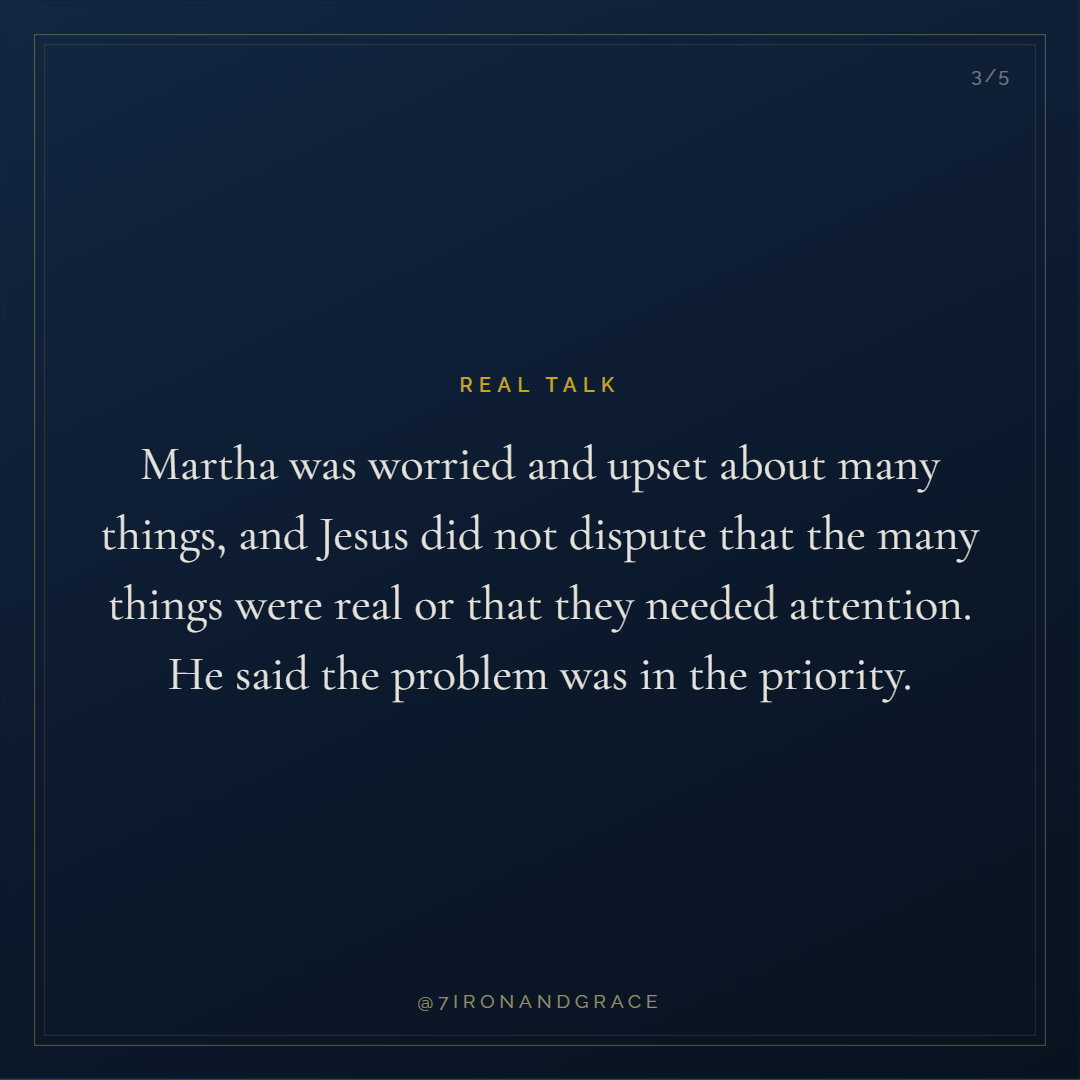 3/5
REAL TALK
Martha was worried and upset about many
things, and Jesus did not dispute that the many
things were real or that they needed attention.
He said the problem was in the priority.
@7IRONANDGRACE